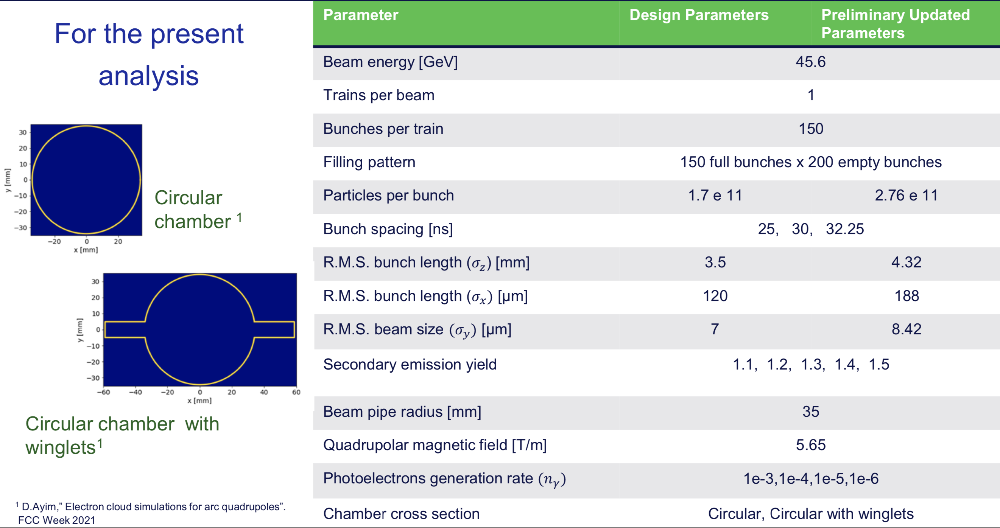 For the present
analysis
30
20
10
0
−10
−20
−30
y [mm]
−20 0 20
x [mm]
Circular
chamber ¹
30
20
10
0
−10
−20
−30
y [mm]
−60 −40 −20 0 20 40 60
x [mm]
Circular chamber with
winglets¹
¹ D.Ayim,” Electron cloud simulations for arc quadrupoles”.
FCC Week 2021
Parameter Design Parameters Preliminary Updated
Parameters
Beam energy [GeV] 45.6
Trains per beam 1
Bunches per train 150
Filling pattern 150 full bunches x 200 empty bunches
Particles per bunch 1.7 e 11 2.76 e 11
Bunch spacing [ns] 25, 30, 32.25
R.M.S. bunch length (σz) [mm] 3.5 4.32
R.M.S. bunch length (σx) [μm] 120 188
R.M.S. beam size (σy) [μm] 7 8.42
Secondary emission yield 1.1, 1.2, 1.3, 1.4, 1.5
Beam pipe radius [mm] 35
Quadrupolar magnetic field [T/m] 5.65
Photoelectrons generation rate (nγ) 1e-3,1e-4,1e-5,1e-6
Chamber cross section Circular, Circular with winglets